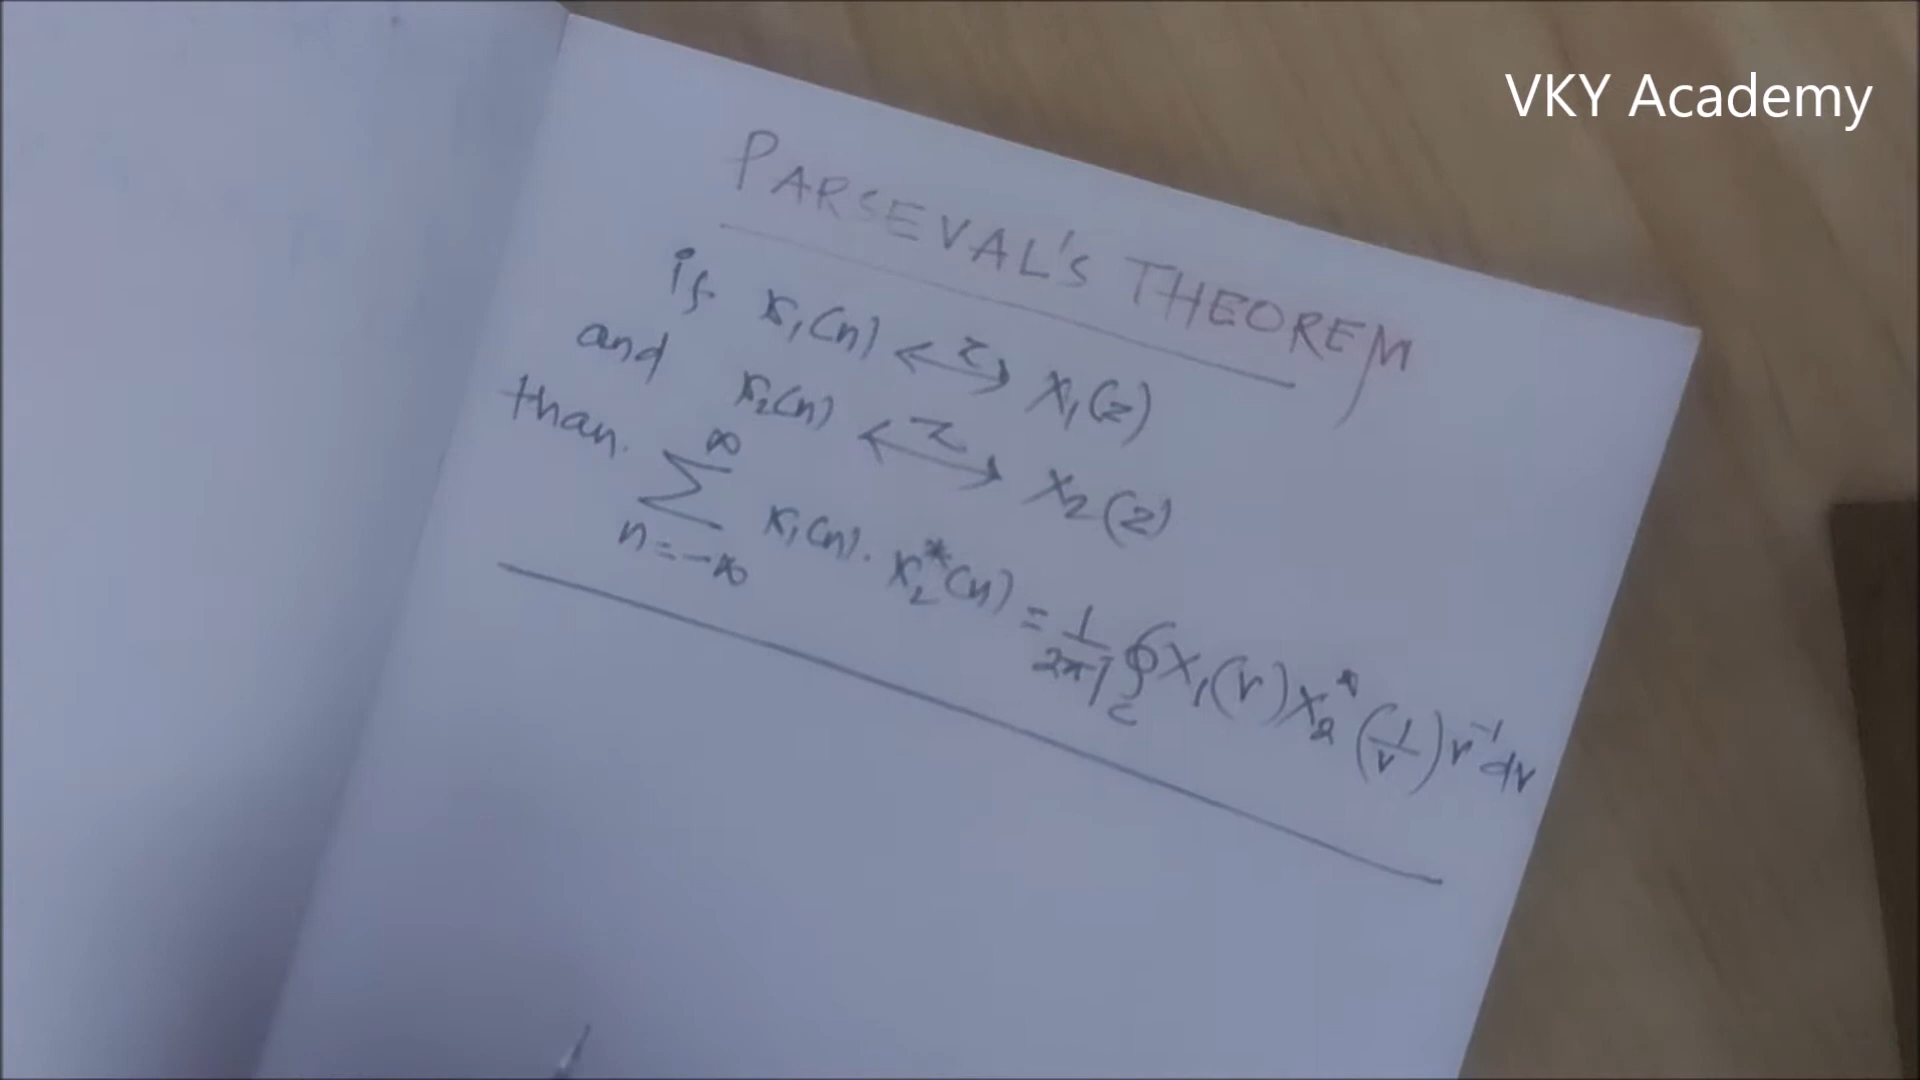 VKY Academy
PARSEVAL'S THEOREM
if x₁(n) ←z→ X₁(z)
and x₂(n) ←z→ X₂(z)
than. ∞∑n=-∞ x₁(n). x₂*(n) = 1/2πj ∮c X₁(v) X₂*(1/v) v⁻¹ dv